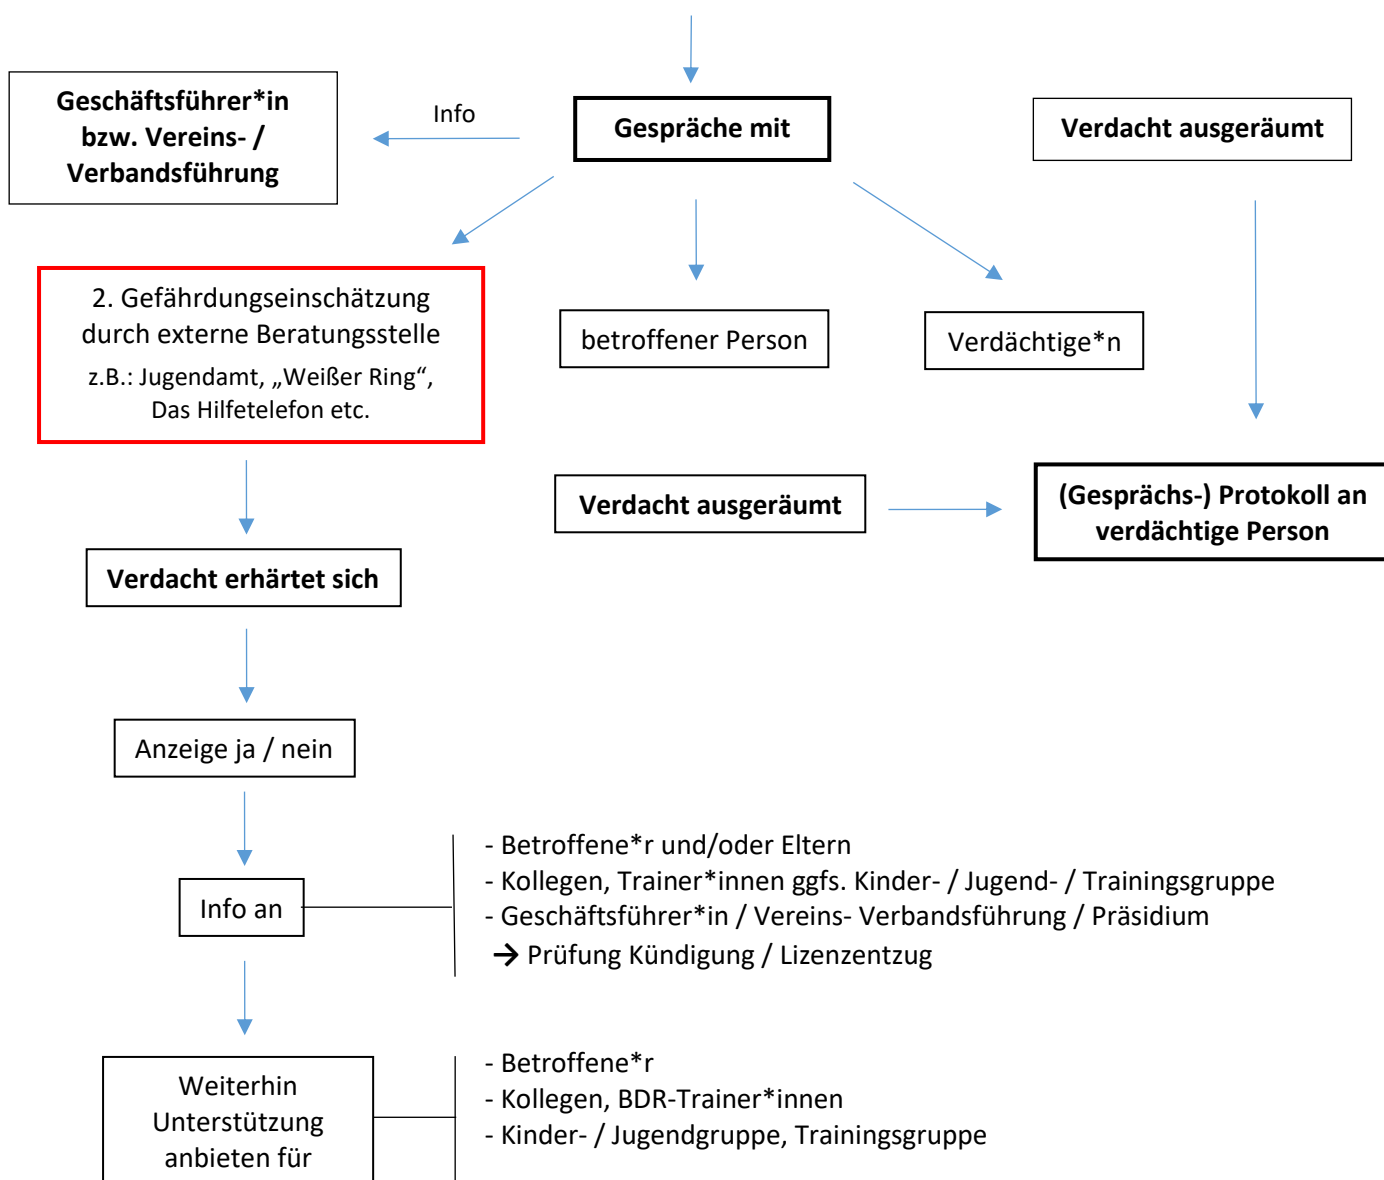 Geschäftsführer*in
bzw. Vereins- /
Verbandsführung
Info
Gespräche mit
Verdacht ausgeräumt
2. Gefährdungseinschätzung
durch externe Beratungsstelle
z.B.: Jugendamt, „Weißer Ring“,
Das Hilfetelefon etc.
betroffener Person
Verdächtige*n
Verdacht ausgeräumt
(Gesprächs-) Protokoll an
verdächtige Person
Verdacht erhärtet sich
Anzeige ja / nein
Info an
- Betroffene*r und/oder Eltern
- Kollegen, Trainer*innen ggfs. Kinder- / Jugend- / Trainingsgruppe
- Geschäftsführer*in / Vereins- Verbandsführung / Präsidium
→ Prüfung Kündigung / Lizenzentzug
Weiterhin
Unterstützung
anbieten für
- Betroffene*r
- Kollegen, BDR-Trainer*innen
- Kinder- / Jugendgruppe, Trainingsgruppe